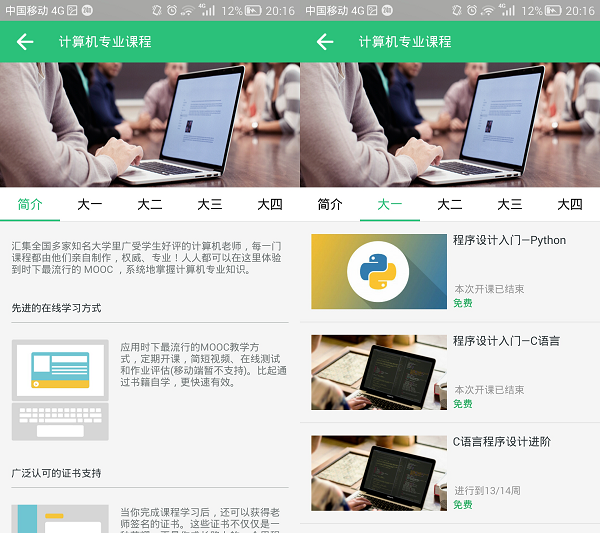 中国移动 4G 12% 20:16
计算机专业课程
简介 大一 大二 大三 大四
汇集全国多家知名大学里广受学生好评的计算机老师，每一门
课程都由他们亲自制作，权威、专业！人人都可以在这里体验
到时下最流行的 MOOC ，系统地掌握计算机专业知识。
先进的在线学习方式
应用时下最流行的MOOC教学方
式，定期开课，简短视频、在线测试
和作业评估(移动端暂不支持)。比起通
过书籍自学，更快速有效。
广泛认可的证书支持
当你完成课程学习后，还可以获得老
师签名的证书。这些证书不仅仅是一
中国移动 4G 12% 20:16
计算机专业课程
简介 大一 大二 大三 大四
程序设计入门—Python
本次开课已结束
免费
程序设计入门—C语言
本次开课已结束
免费
C语言程序设计进阶
进行到13/14周
免费